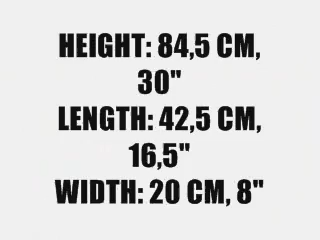 HEIGHT: 84,5 CM,
30"
LENGTH: 42,5 CM,
16,5"
WIDTH: 20 CM, 8"